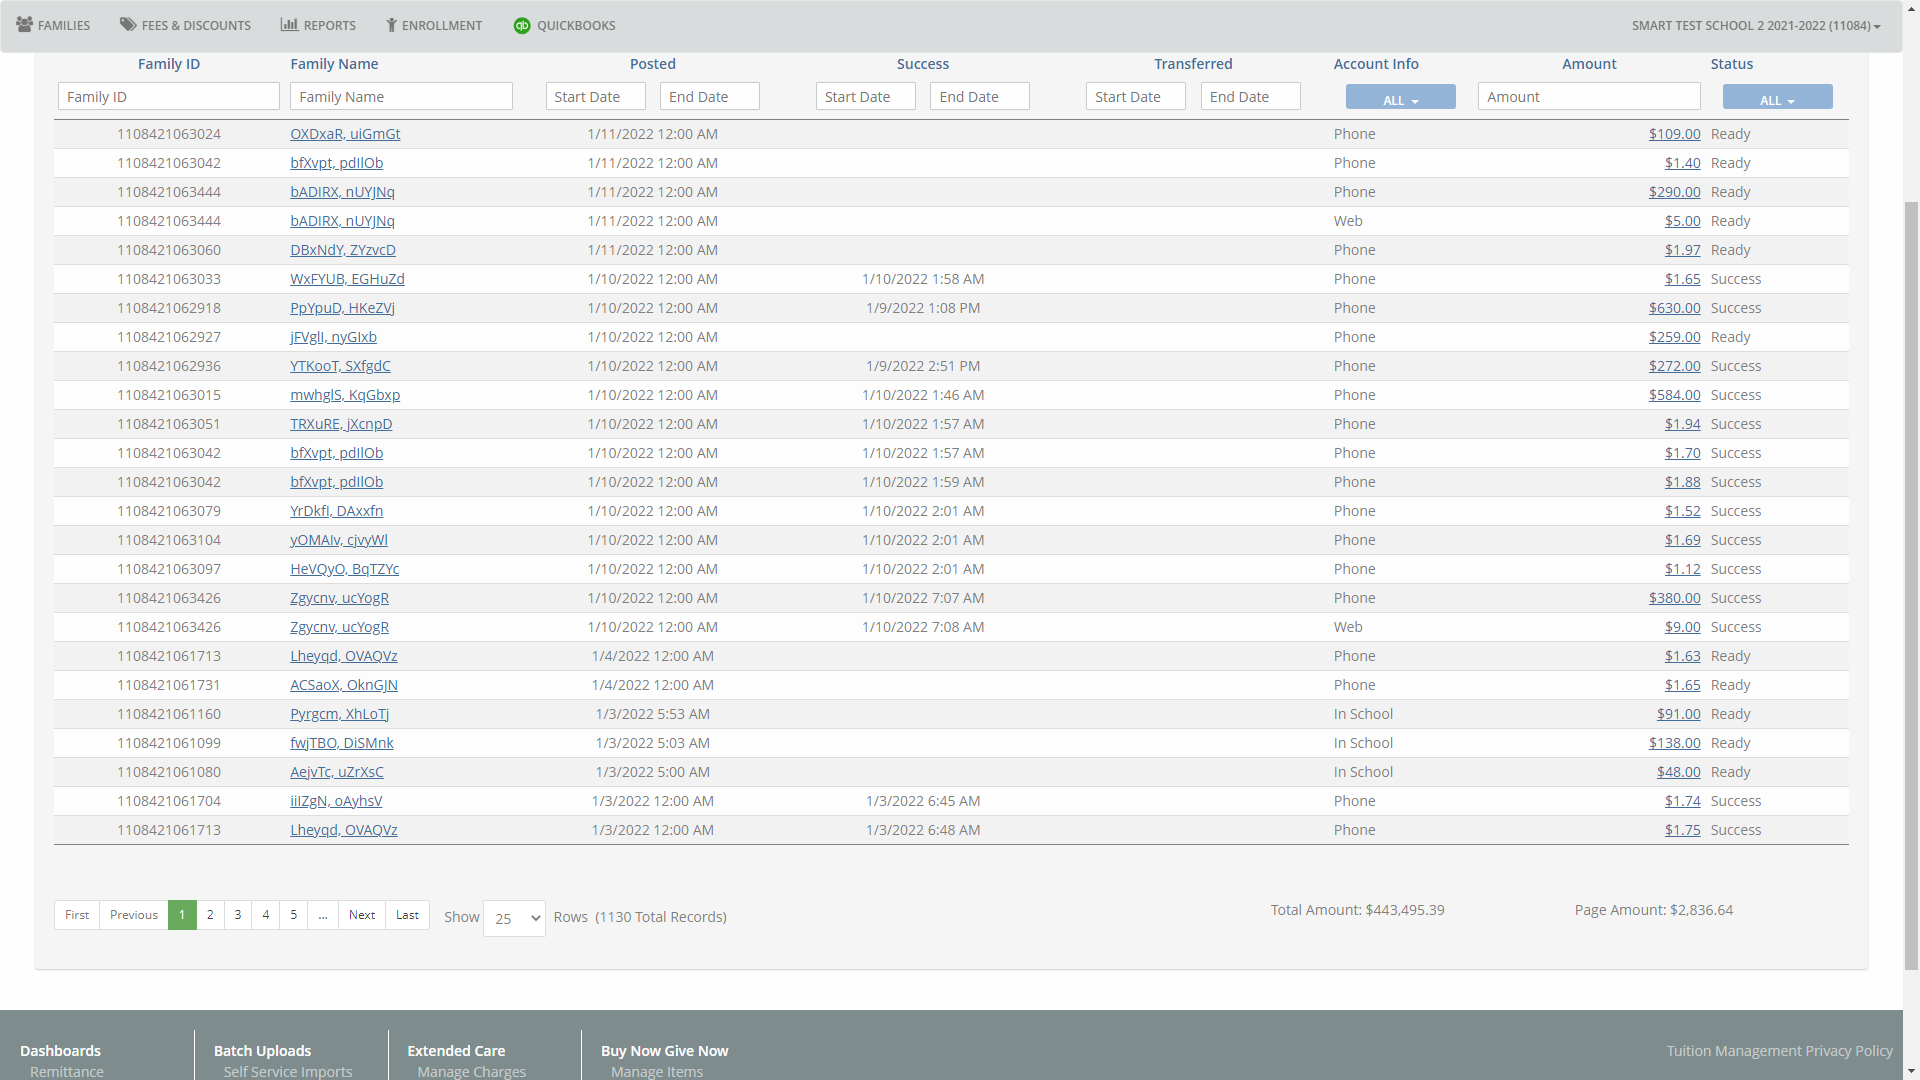 FAMILIES FEES & DISCOUNTS REPORTS ENROLLMENT qb QUICKBOOKS SMART TEST SCHOOL 2 2021-2022 (11084)
Family ID Family Name Posted Success Transferred Account Info Amount Status
Family ID Family Name Start Date End Date Start Date End Date Start Date End Date ALL Amount ALL
1108421063024 OXDxaR, uiGmGt 1/11/2022 12:00 AM Phone $109.00 Ready
1108421063042 bfXvpt, pdIlOb 1/11/2022 12:00 AM Phone $1.40 Ready
1108421063444 bADIRX, nUYJNq 1/11/2022 12:00 AM Phone $290.00 Ready
1108421063444 bADIRX, nUYJNq 1/11/2022 12:00 AM Web $5.00 Ready
1108421063060 DBxNdY, ZYzvcD 1/11/2022 12:00 AM Phone $1.97 Ready
1108421063033 WxFYUB, EGHuZd 1/10/2022 12:00 AM 1/10/2022 1:58 AM Phone $1.65 Success
1108421062918 PpYpuD, HKeZVj 1/10/2022 12:00 AM 1/9/2022 1:08 PM Phone $630.00 Success
1108421062927 jFVglI, nyGIxb 1/10/2022 12:00 AM Phone $259.00 Ready
1108421062936 YTKooT, SXfgdC 1/10/2022 12:00 AM 1/9/2022 2:51 PM Phone $272.00 Success
1108421063015 mwhglS, KqGbxp 1/10/2022 12:00 AM 1/10/2022 1:46 AM Phone $584.00 Success
1108421063051 TRXuRE, jXcnpD 1/10/2022 12:00 AM 1/10/2022 1:57 AM Phone $1.94 Success
1108421063042 bfXvpt, pdIlOb 1/10/2022 12:00 AM 1/10/2022 1:57 AM Phone $1.70 Success
1108421063042 bfXvpt, pdIlOb 1/10/2022 12:00 AM 1/10/2022 1:59 AM Phone $1.88 Success
1108421063079 YrDkfI, DAxxfn 1/10/2022 12:00 AM 1/10/2022 2:01 AM Phone $1.52 Success
1108421063104 yOMAIv, cjvyWl 1/10/2022 12:00 AM 1/10/2022 2:01 AM Phone $1.69 Success
1108421063097 HeVQyO, BqTZYc 1/10/2022 12:00 AM 1/10/2022 2:01 AM Phone $1.12 Success
1108421063426 Zgycnv, ucYogR 1/10/2022 12:00 AM 1/10/2022 7:07 AM Phone $380.00 Success
1108421063426 Zgycnv, ucYogR 1/10/2022 12:00 AM 1/10/2022 7:08 AM Web $9.00 Success
1108421061713 Lheyqd, OVAQVz 1/4/2022 12:00 AM Phone $1.63 Ready
1108421061731 ACSaoX, OknGJN 1/4/2022 12:00 AM Phone $1.65 Ready
1108421061160 Pyrgcm, XhLoTj 1/3/2022 5:53 AM In School $91.00 Ready
1108421061099 fwjTBO, DiSMnk 1/3/2022 5:03 AM In School $138.00 Ready
1108421061080 AejvTc, uZrXsC 1/3/2022 5:00 AM In School $48.00 Ready
1108421061704 iiIZgN, oAyhsV 1/3/2022 12:00 AM 1/3/2022 6:45 AM Phone $1.74 Success
1108421061713 Lheyqd, OVAQVz 1/3/2022 12:00 AM 1/3/2022 6:48 AM Phone $1.75 Success
First Previous 1 2 3 4 5 ... Next Last Show 25 Rows (1130 Total Records) Total Amount: $443,495.39 Page Amount: $2,836.64
Dashboards Batch Uploads Extended Care Buy Now Give Now Tuition Management Privacy Policy
Remittance Self Service Imports Manage Charges Manage Items